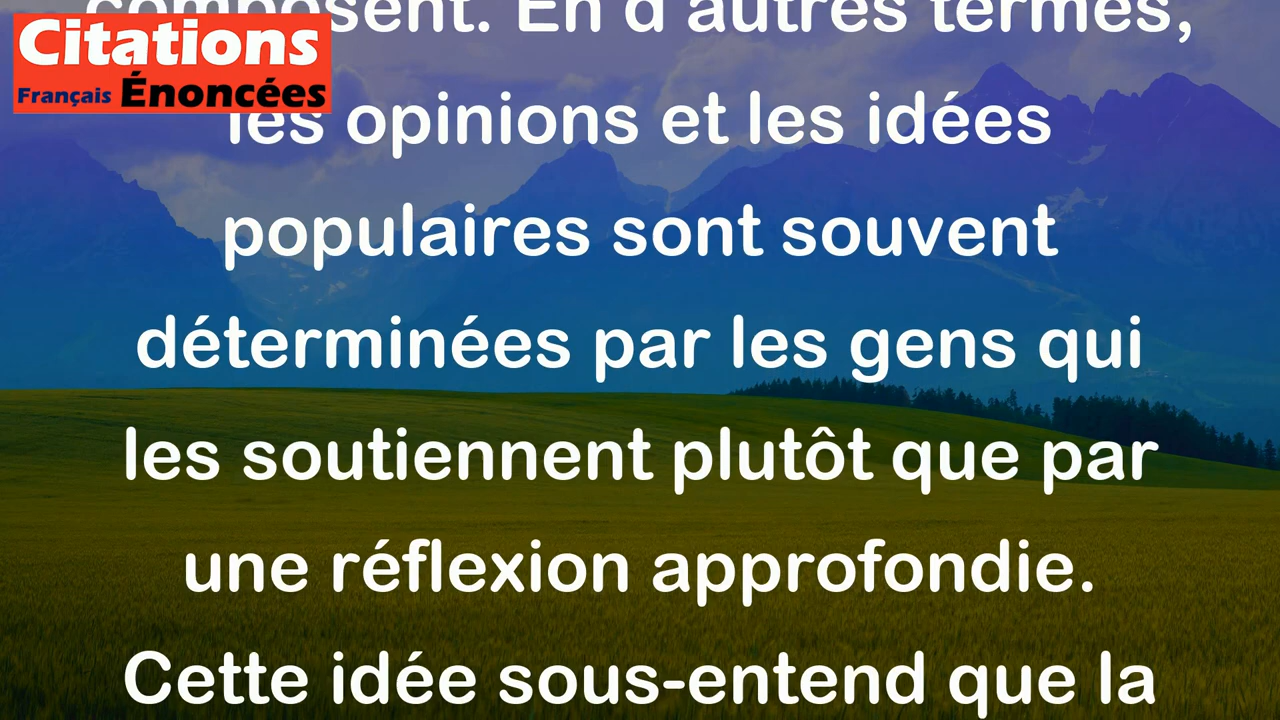 Citations
Français Énoncées
composent. En d'autres termes,
les opinions et les idées
populaires sont souvent
déterminées par les gens qui
les soutiennent plutôt que par
une réflexion approfondie.
Cette idée sous-entend que la